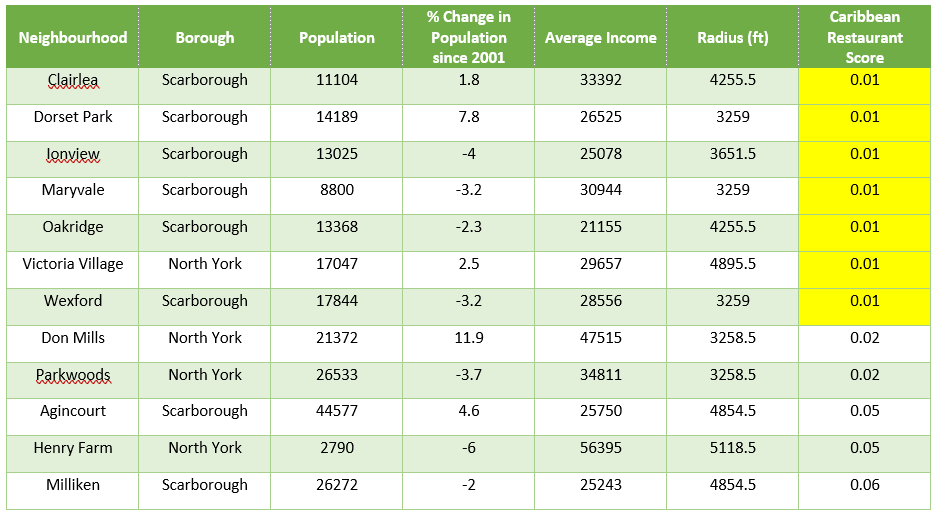 Neighbourhood Borough Population % Change in Population since 2001 Average Income Radius (ft) Caribbean Restaurant Score
Clairlea Scarborough 11104 1.8 33392 4255.5 0.01
Dorset Park Scarborough 14189 7.8 26525 3259 0.01
Ionview Scarborough 13025 -4 25078 3651.5 0.01
Maryvale Scarborough 8800 -3.2 30944 3259 0.01
Oakridge Scarborough 13368 -2.3 21155 4255.5 0.01
Victoria Village North York 17047 2.5 29657 4895.5 0.01
Wexford Scarborough 17844 -3.2 28556 3259 0.01
Don Mills North York 21372 11.9 47515 3258.5 0.02
Parkwoods North York 26533 -3.7 34811 3258.5 0.02
Agincourt Scarborough 44577 4.6 25750 4854.5 0.05
Henry Farm North York 2790 -6 56395 5118.5 0.05
Milliken Scarborough 26272 -2 25243 4854.5 0.06